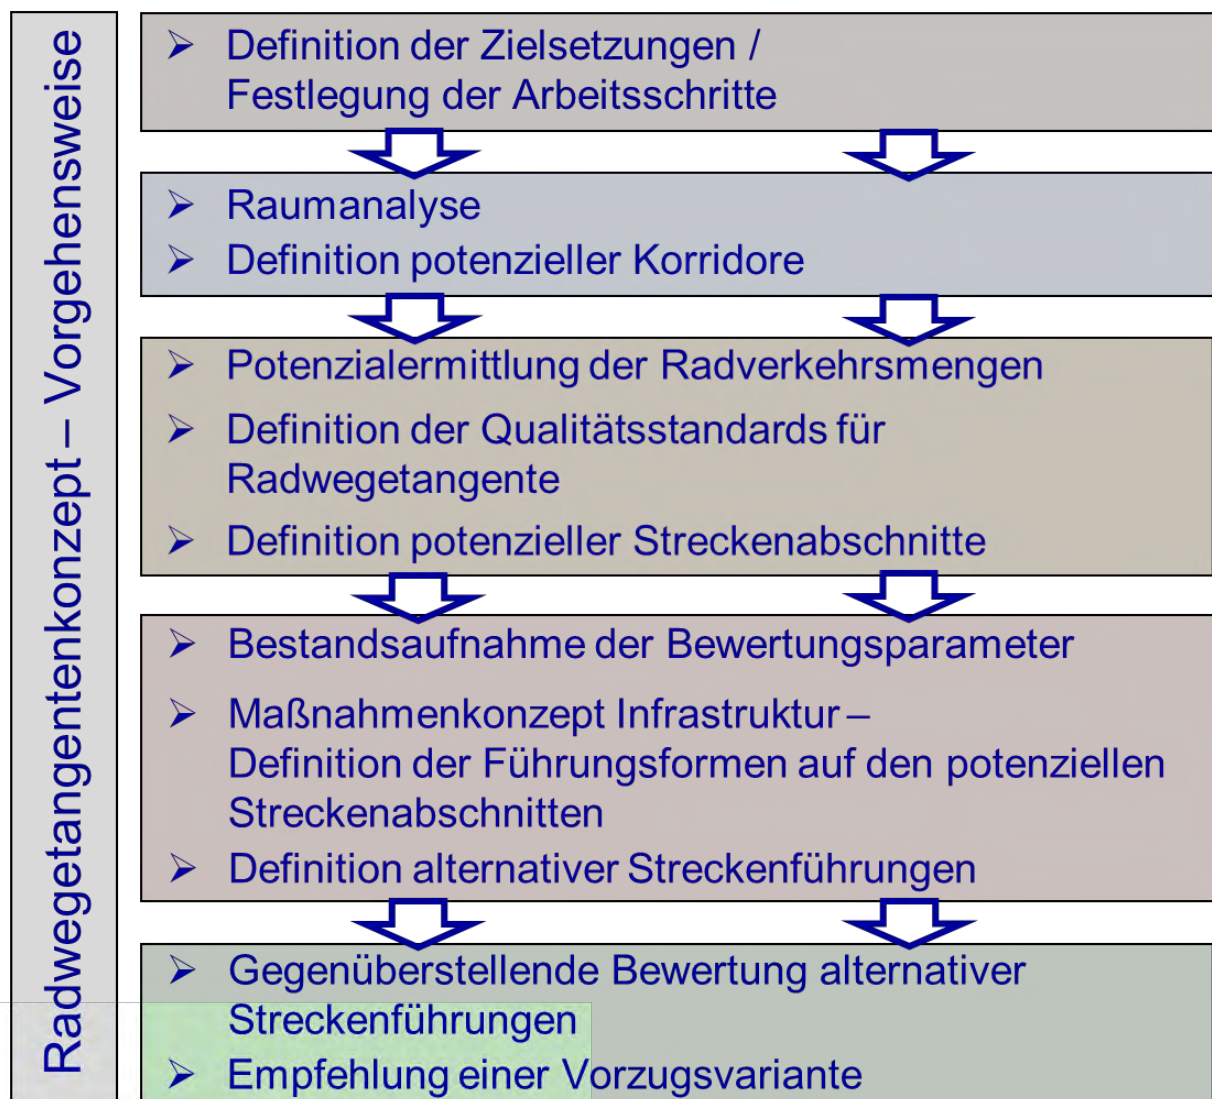 Radwegetangentenkonzept – Vorgehensweise
➢ Definition der Zielsetzungen /
Festlegung der Arbeitsschritte
➢ Raumanalyse
➢ Definition potenzieller Korridore
➢ Potenzialermittlung der Radverkehrsmengen
➢ Definition der Qualitätsstandards für
Radwegetangente
➢ Definition potenzieller Streckenabschnitte
➢ Bestandsaufnahme der Bewertungsparameter
➢ Maßnahmenkonzept Infrastruktur –
Definition der Führungsformen auf den potenziellen
Streckenabschnitten
➢ Definition alternativer Streckenführungen
➢ Gegenüberstellende Bewertung alternativer
Streckenführungen
➢ Empfehlung einer Vorzugsvariante